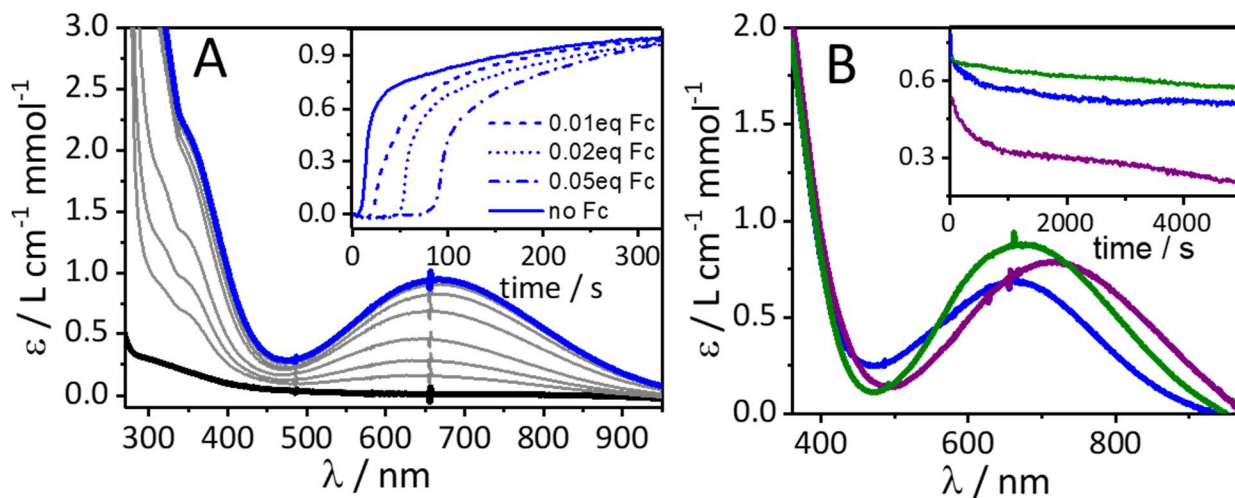 A
3.0
2.5
2.0
1.5
1.0
0.5
0.0
ε / L cm⁻¹ mmol⁻¹
300 400 500 600 700 800 900
λ / nm
0.9
0.6
0.3
0.0
0.01eq Fc
0.02eq Fc
0.05eq Fc
no Fc
0 100 200 300
time / s
B
2.0
1.5
1.0
0.5
0.0
ε / L cm⁻¹ mmol⁻¹
400 600 800
λ / nm
0.6
0.3
0 2000 4000
time / s